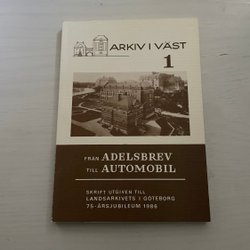 ARKIV I VÄST
1
FRÅN ADELSBREV
TILL AUTOMOBIL
SKRIFT UTGIVEN TILL
LANDSARKIVETS I GÖTEBORG
75-ÅRSJUBILEUM 1986